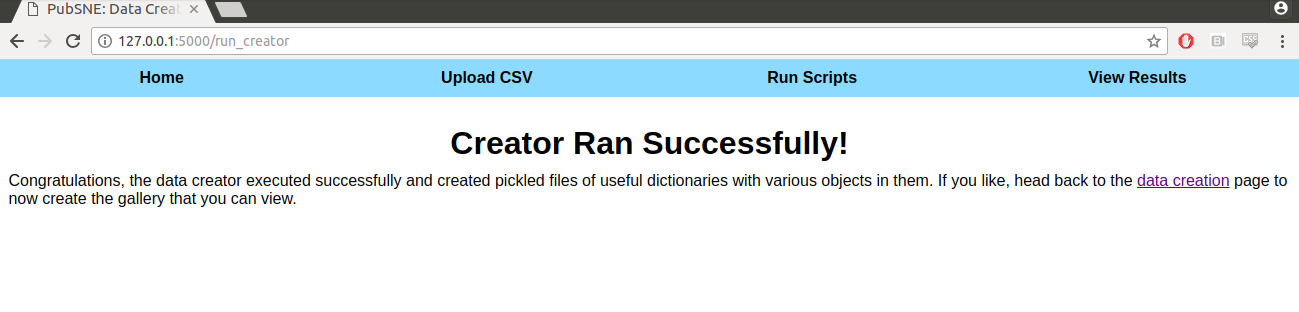 PubSNE: Data Crea
127.0.0.1:5000/run_creator
Home Upload CSV Run Scripts View Results
Creator Ran Successfully!
Congratulations, the data creator executed successfully and created pickled files of useful dictionaries with various objects in them. If you like, head back to the data creation page to
now create the gallery that you can view.